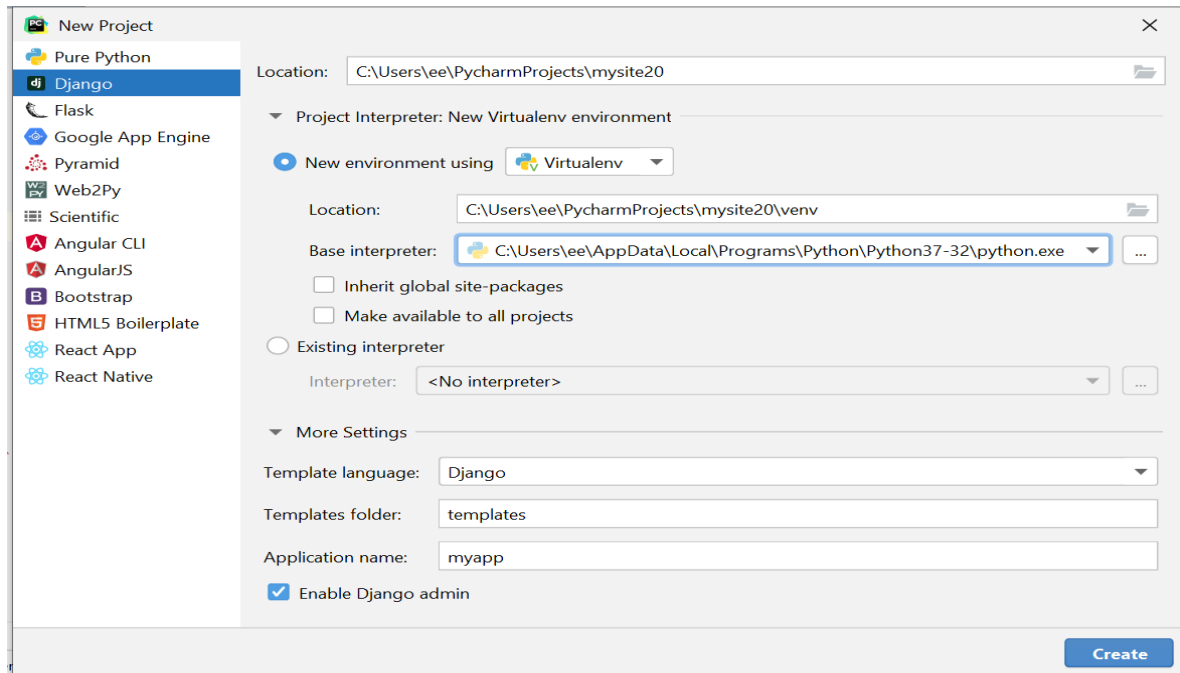 New Project
Pure Python
Django
Flask
Google App Engine
Pyramid
Web2Py
Scientific
Angular CLI
AngularJS
Bootstrap
HTML5 Boilerplate
React App
React Native
Location: C:\Users\ee\PycharmProjects\mysite20
Project Interpreter: New Virtualenv environment
New environment using Virtualenv
Location: C:\Users\ee\PycharmProjects\mysite20\venv
Base interpreter: C:\Users\ee\AppData\Local\Programs\Python\Python37-32\python.exe ...
Inherit global site-packages
Make available to all projects
Existing interpreter
Interpreter: <No interpreter> ...
More Settings
Template language: Django
Templates folder: templates
Application name: myapp
Enable Django admin
Create